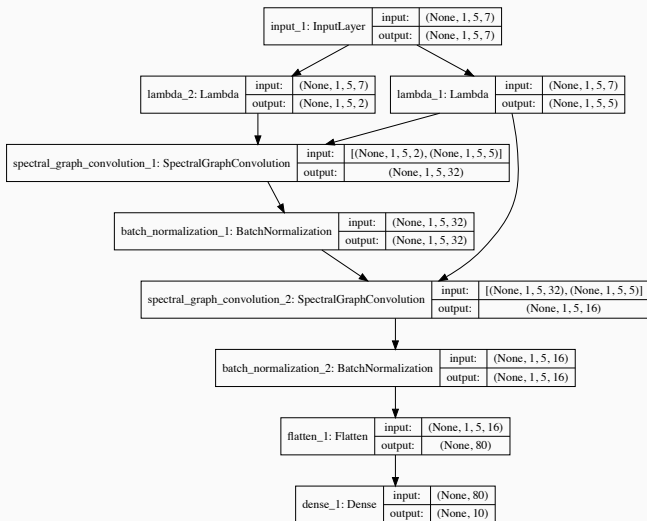 input_1: InputLayer input: (None, 1, 5, 7)
output: (None, 1, 5, 7)
lambda_2: Lambda input: (None, 1, 5, 7)
output: (None, 1, 5, 2)
lambda_1: Lambda input: (None, 1, 5, 7)
output: (None, 1, 5, 5)
spectral_graph_convolution_1: SpectralGraphConvolution input: [(None, 1, 5, 2), (None, 1, 5, 5)]
output: (None, 1, 5, 32)
batch_normalization_1: BatchNormalization input: (None, 1, 5, 32)
output: (None, 1, 5, 32)
spectral_graph_convolution_2: SpectralGraphConvolution input: [(None, 1, 5, 32), (None, 1, 5, 5)]
output: (None, 1, 5, 16)
batch_normalization_2: BatchNormalization input: (None, 1, 5, 16)
output: (None, 1, 5, 16)
flatten_1: Flatten input: (None, 1, 5, 16)
output: (None, 80)
dense_1: Dense input: (None, 80)
output: (None, 10)